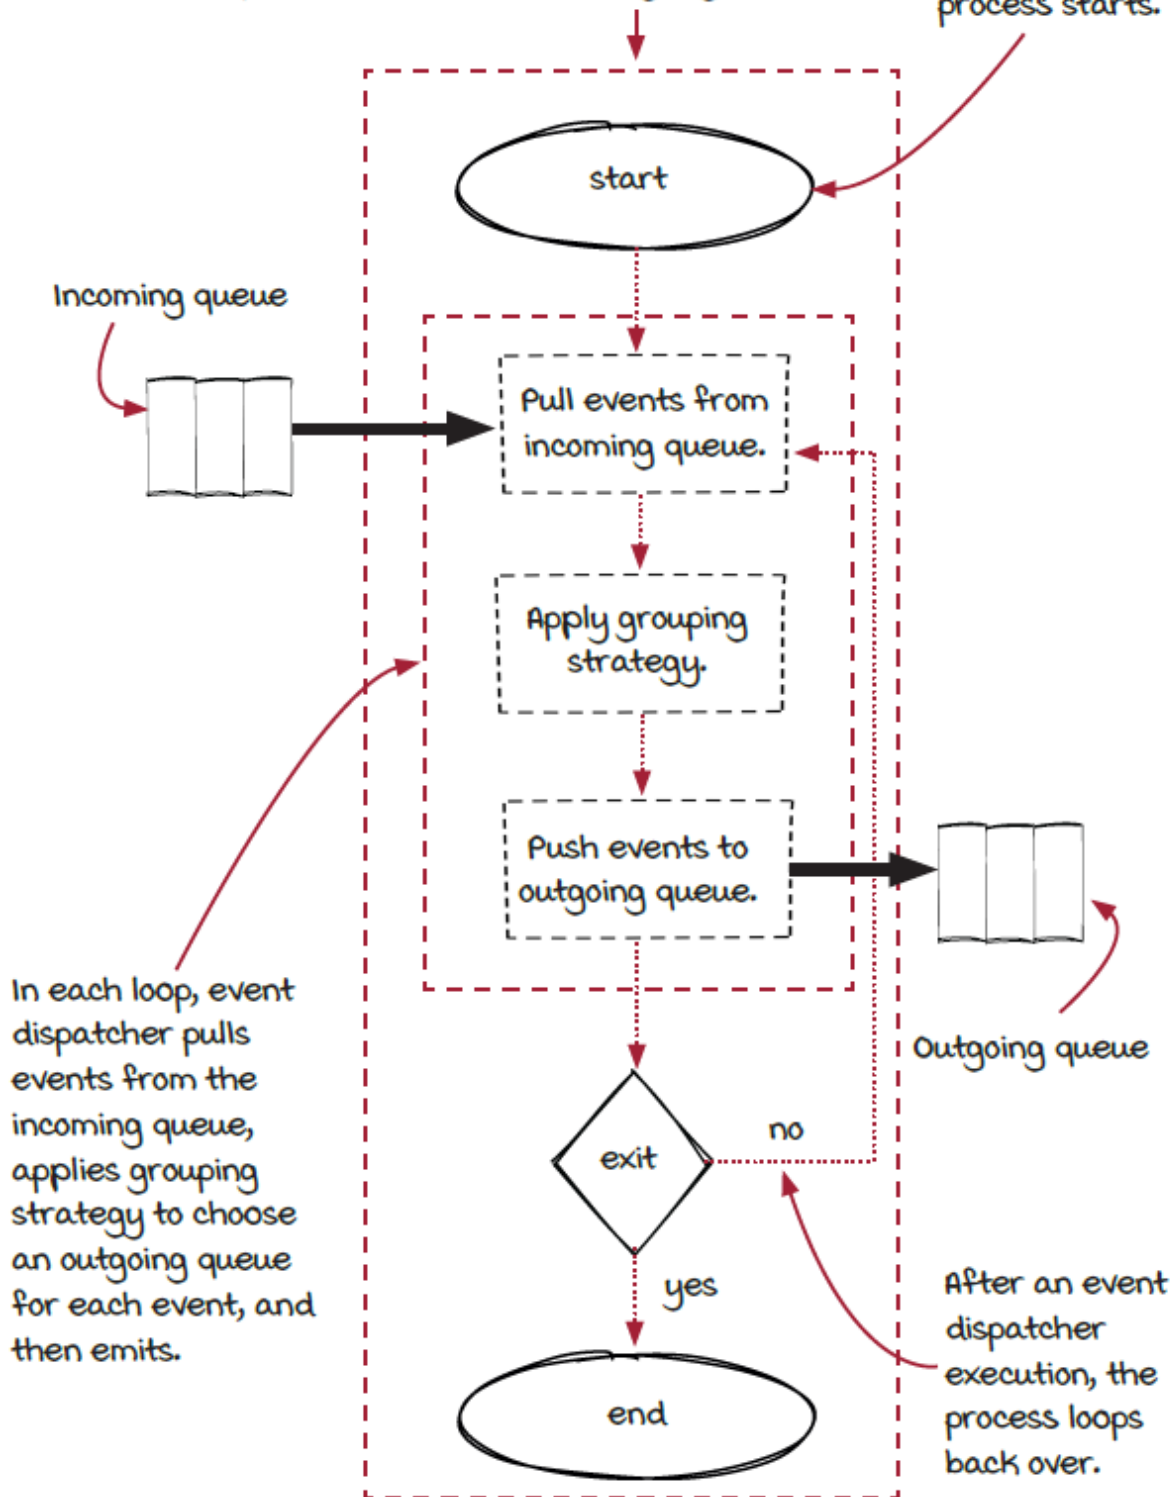 process starts.
start
Incoming queue
Pull events from
incoming queue.
Apply grouping
strategy.
Push events to
outgoing queue.
In each loop, event
dispatcher pulls
events from the
incoming queue,
applies grouping
strategy to choose
an outgoing queue
for each event, and
then emits.
Outgoing queue
exit
no
yes
After an event
dispatcher
execution, the
process loops
back over.
end